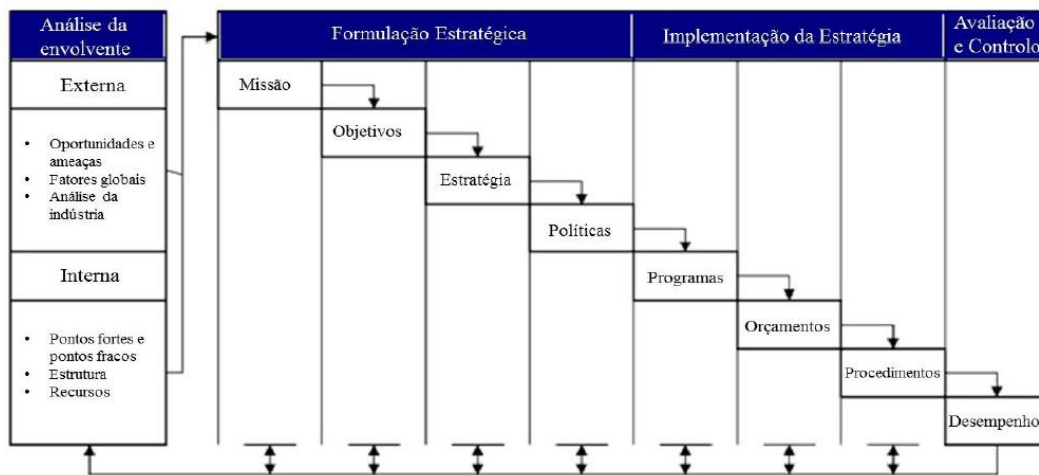 Análise da
envolvente
Formulação Estratégica
Implementação da Estratégia
Avaliação
e Controlo
Externa
Oportunidades e
ameaças
Fatores globais
Análise da
indústria
Interna
Pontos fortes e
pontos fracos
Estrutura
Recursos
Missão
Objetivos
Estratégia
Políticas
Programas
Orçamentos
Procedimentos
Desempenho